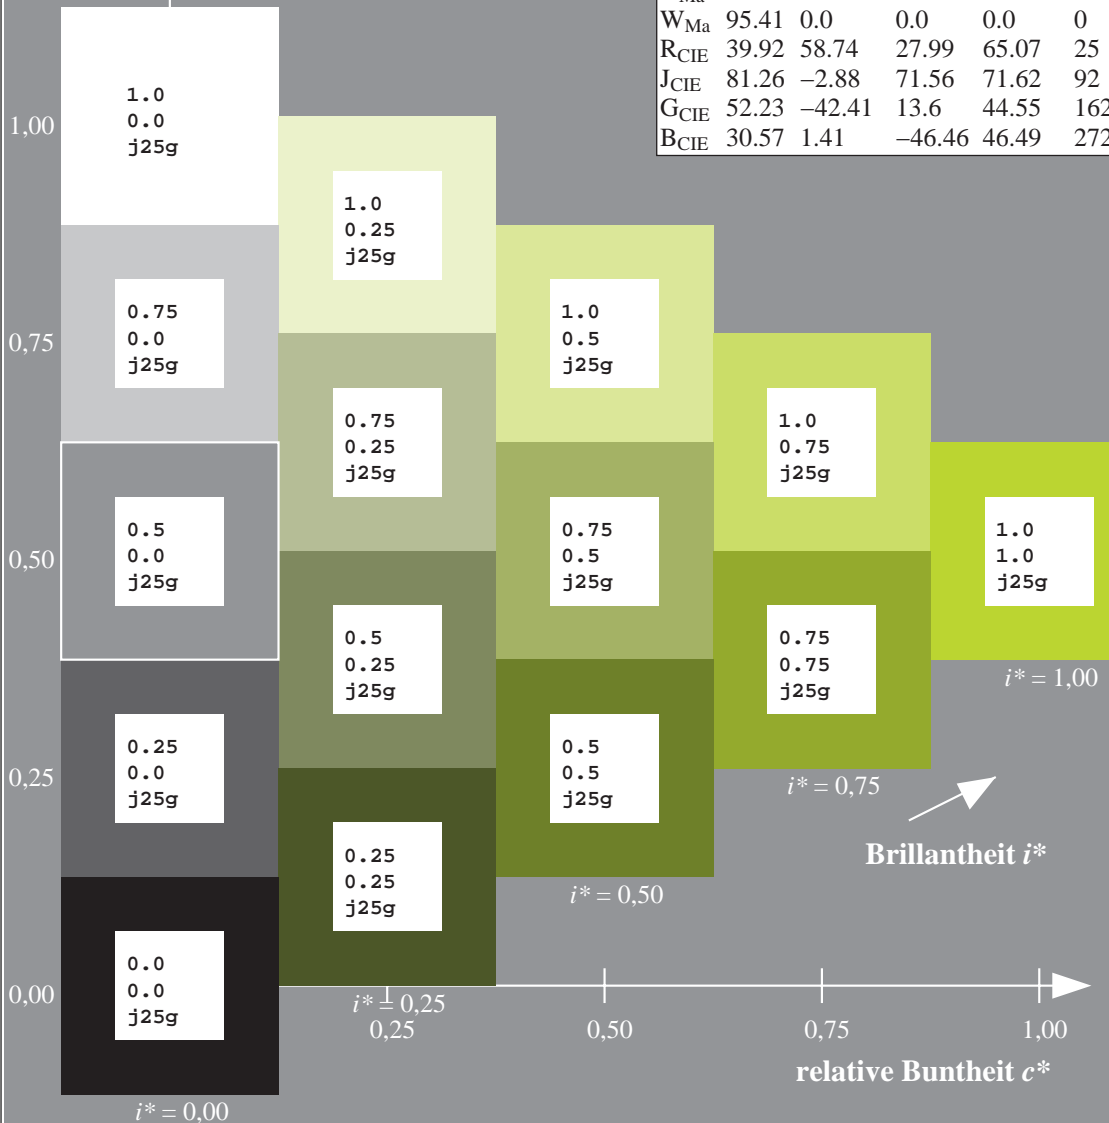 W_Ma 95.41 0.0 0.0 0.0 0
R_CIE 39.92 58.74 27.99 65.07 25
J_CIE 81.26 −2.88 71.56 71.62 92
G_CIE 52.23 −42.41 13.6 44.55 162
B_CIE 30.57 1.41 −46.46 46.49 272
1,00
1.0
0.0
j25g
1.0
0.25
j25g
0,75
0.75
0.0
j25g
1.0
0.5
j25g
0.75
0.25
j25g
1.0
0.75
j25g
0,50
0.5
0.0
j25g
0.75
0.5
j25g
1.0
1.0
j25g
0.5
0.25
j25g
0.75
0.75
j25g
i* = 1,00
0,25
0.25
0.0
j25g
0.5
0.5
j25g
i* = 0,75
Brillantheit i*
0.25
0.25
j25g
i* = 0,50
0,00
0.0
0.0
j25g
i* = 0,25
0,25 0,50 0,75 1,00
relative Buntheit c*
i* = 0,00